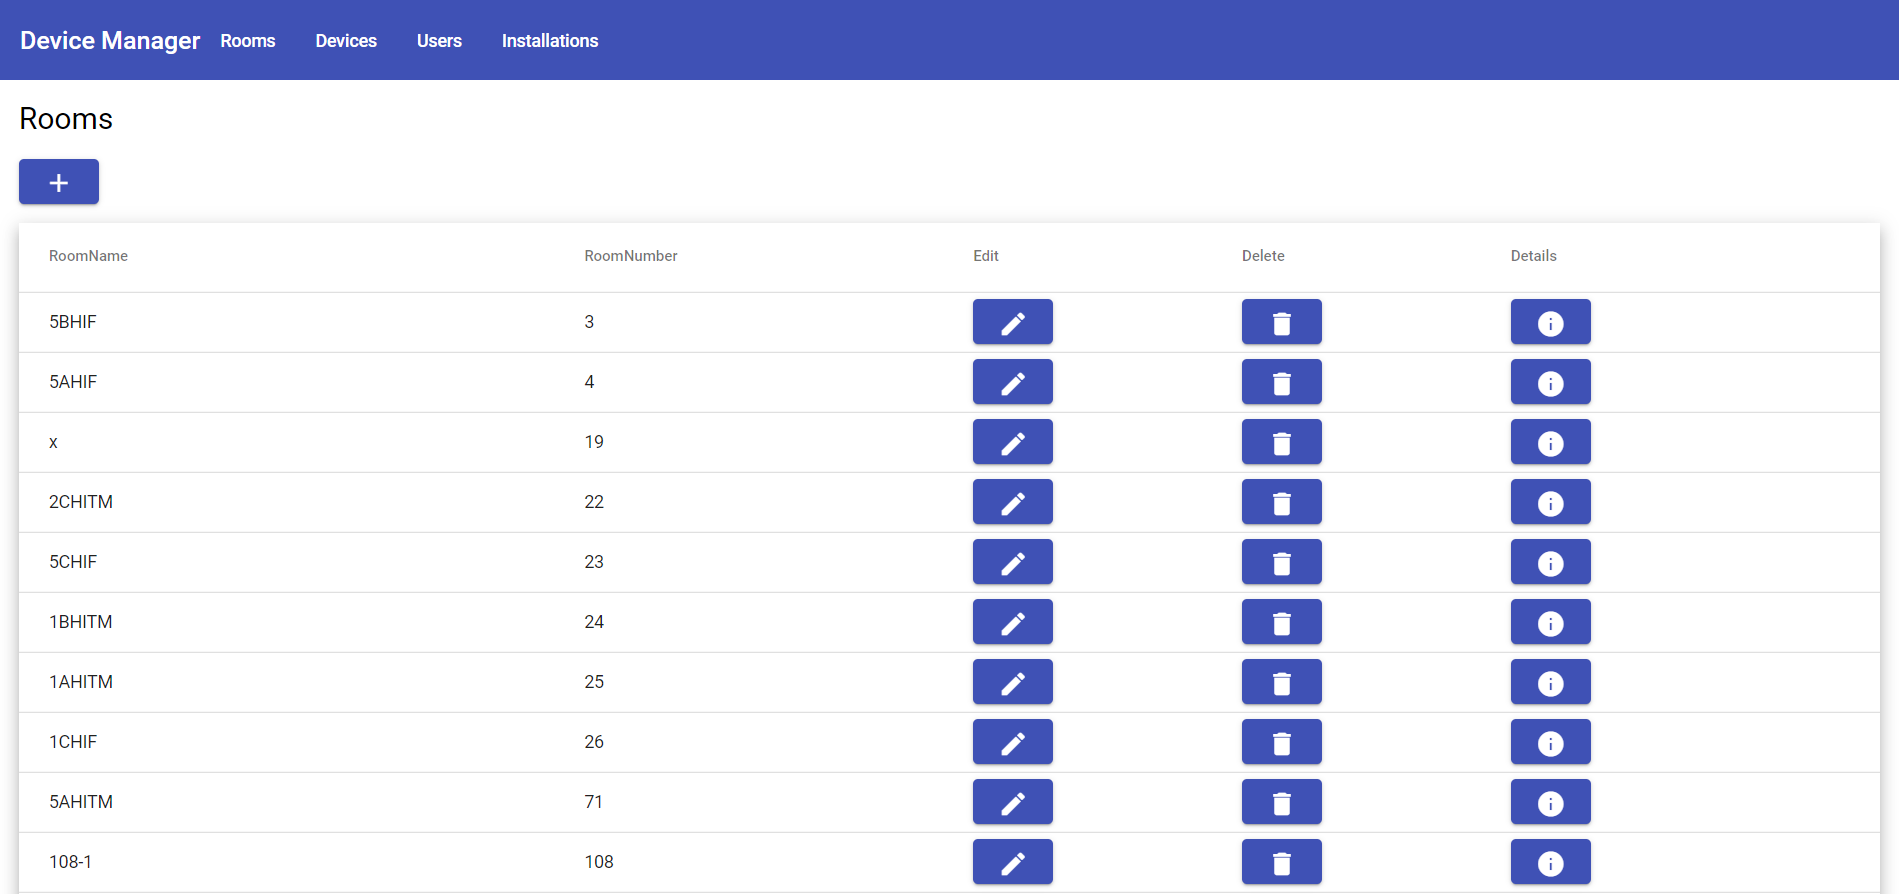 Device Manager Rooms Devices Users Installations
Rooms
RoomName RoomNumber Edit Delete Details
5BHIF 3
5AHIF 4
x 19
2CHITM 22
5CHIF 23
1BHITM 24
1AHITM 25
1CHIF 26
5AHITM 71
108-1 108